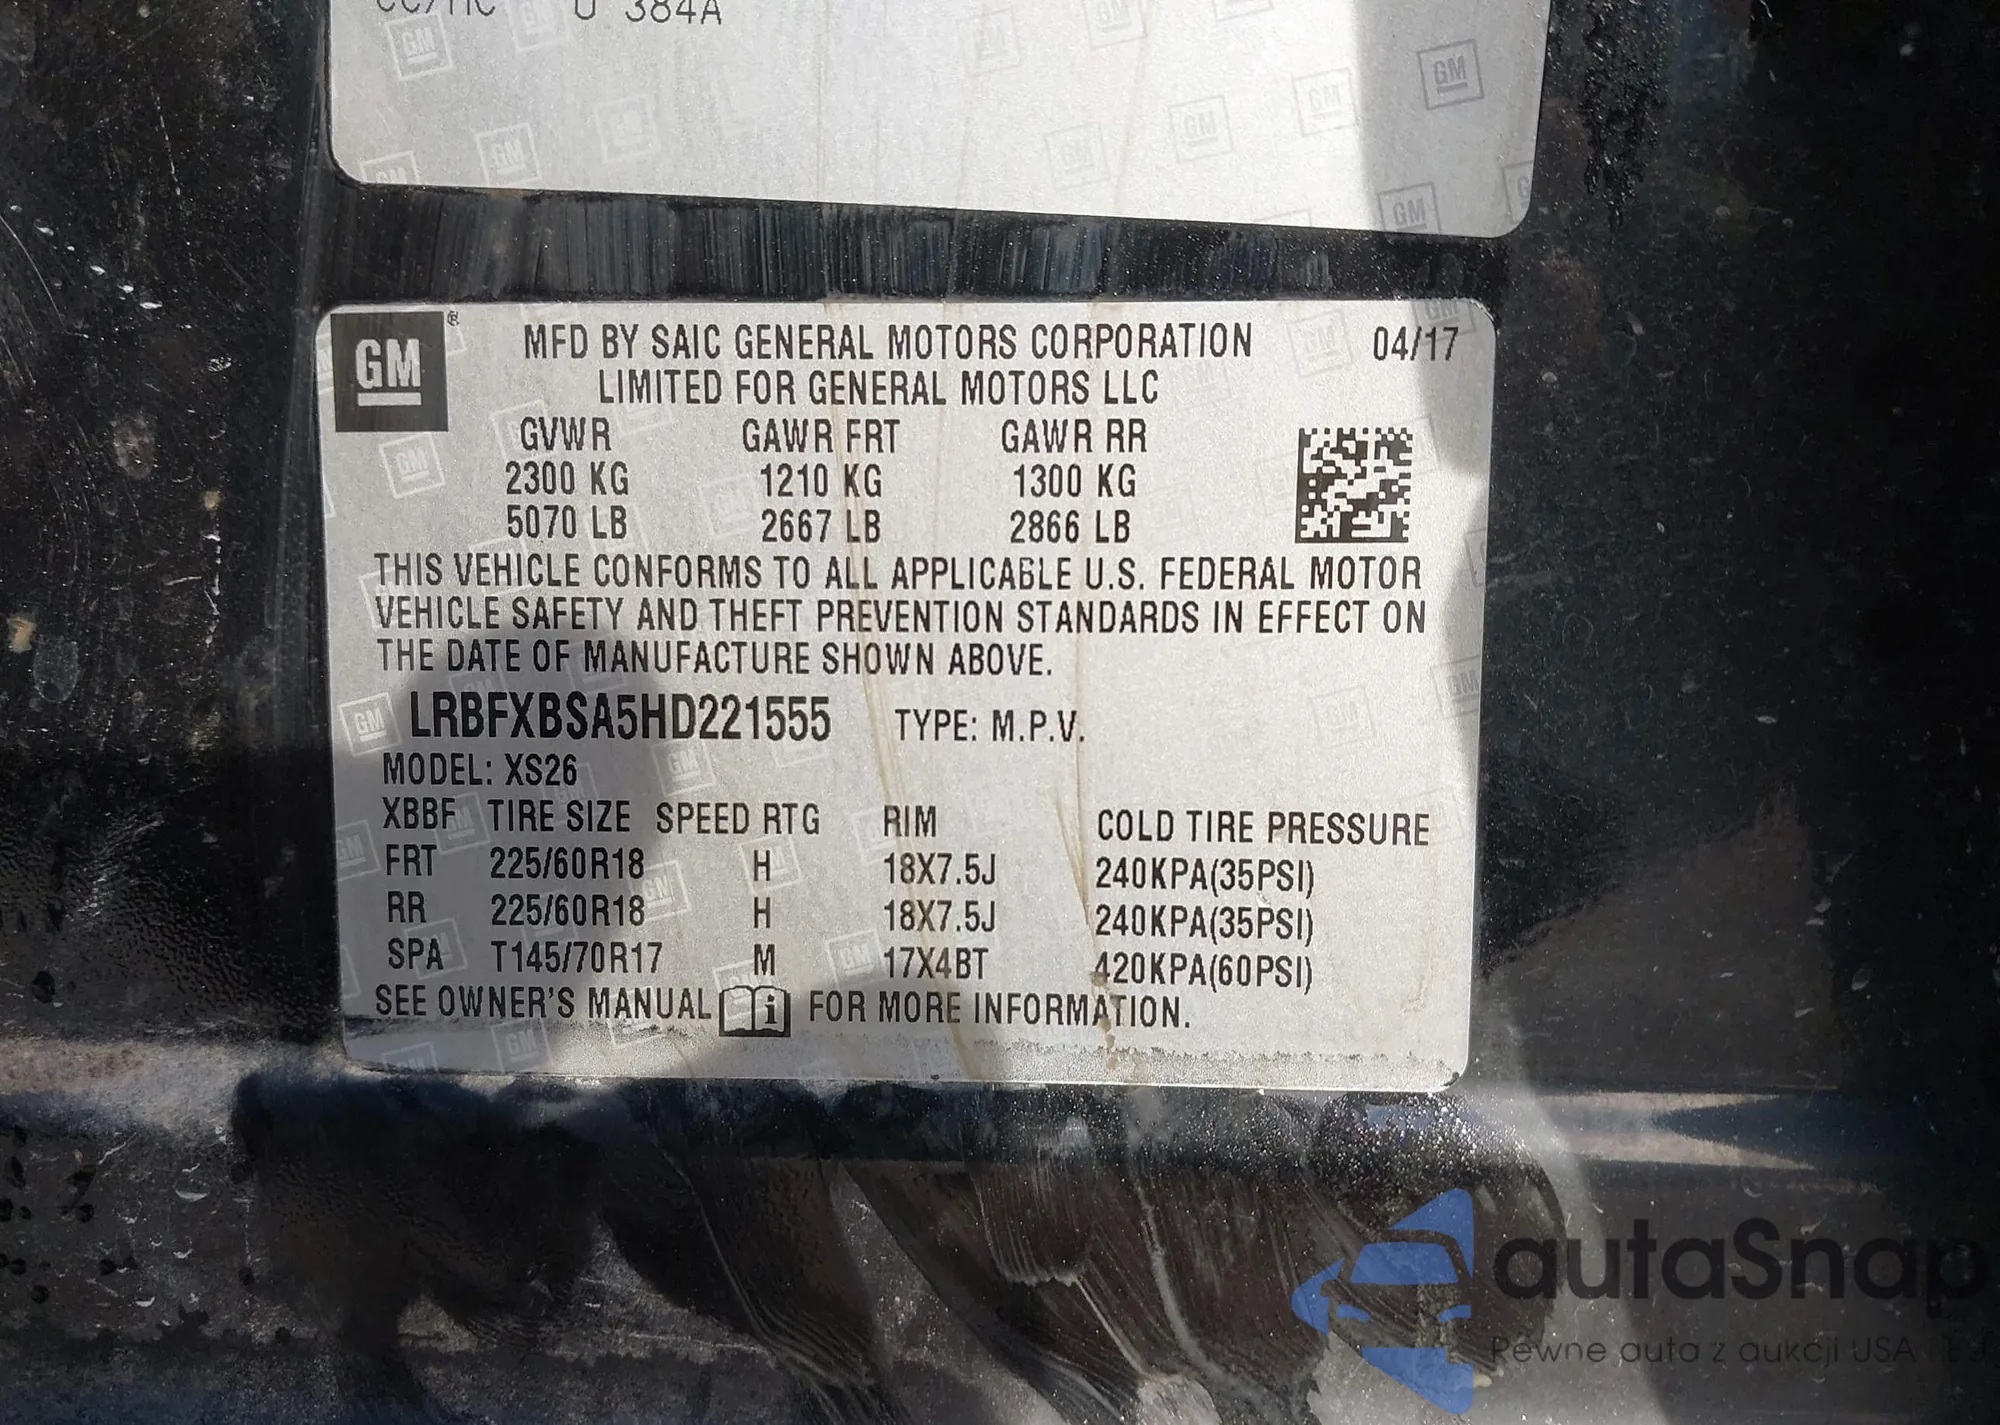 U 384A
GM
MFD BY SAIC GENERAL MOTORS CORPORATION 04/17
LIMITED FOR GENERAL MOTORS LLC
GVWR GAWR FRT GAWR RR
2300 KG 1210 KG 1300 KG
5070 LB 2667 LB 2866 LB
THIS VEHICLE CONFORMS TO ALL APPLICABLE U.S. FEDERAL MOTOR
VEHICLE SAFETY AND THEFT PREVENTION STANDARDS IN EFFECT ON
THE DATE OF MANUFACTURE SHOWN ABOVE.
LRBFXBSA5HD221555 TYPE: M.P.V.
MODEL: XS26
XBBF TIRE SIZE SPEED RTG RIM COLD TIRE PRESSURE
FRT 225/60R18 H 18X7.5J 240KPA(35PSI)
RR 225/60R18 H 18X7.5J 240KPA(35PSI)
SPA T145/70R17 M 17X4BT 420KPA(60PSI)
SEE OWNER'S MANUAL i FOR MORE INFORMATION.
autaSnap
Pewne auta z aukcji USA